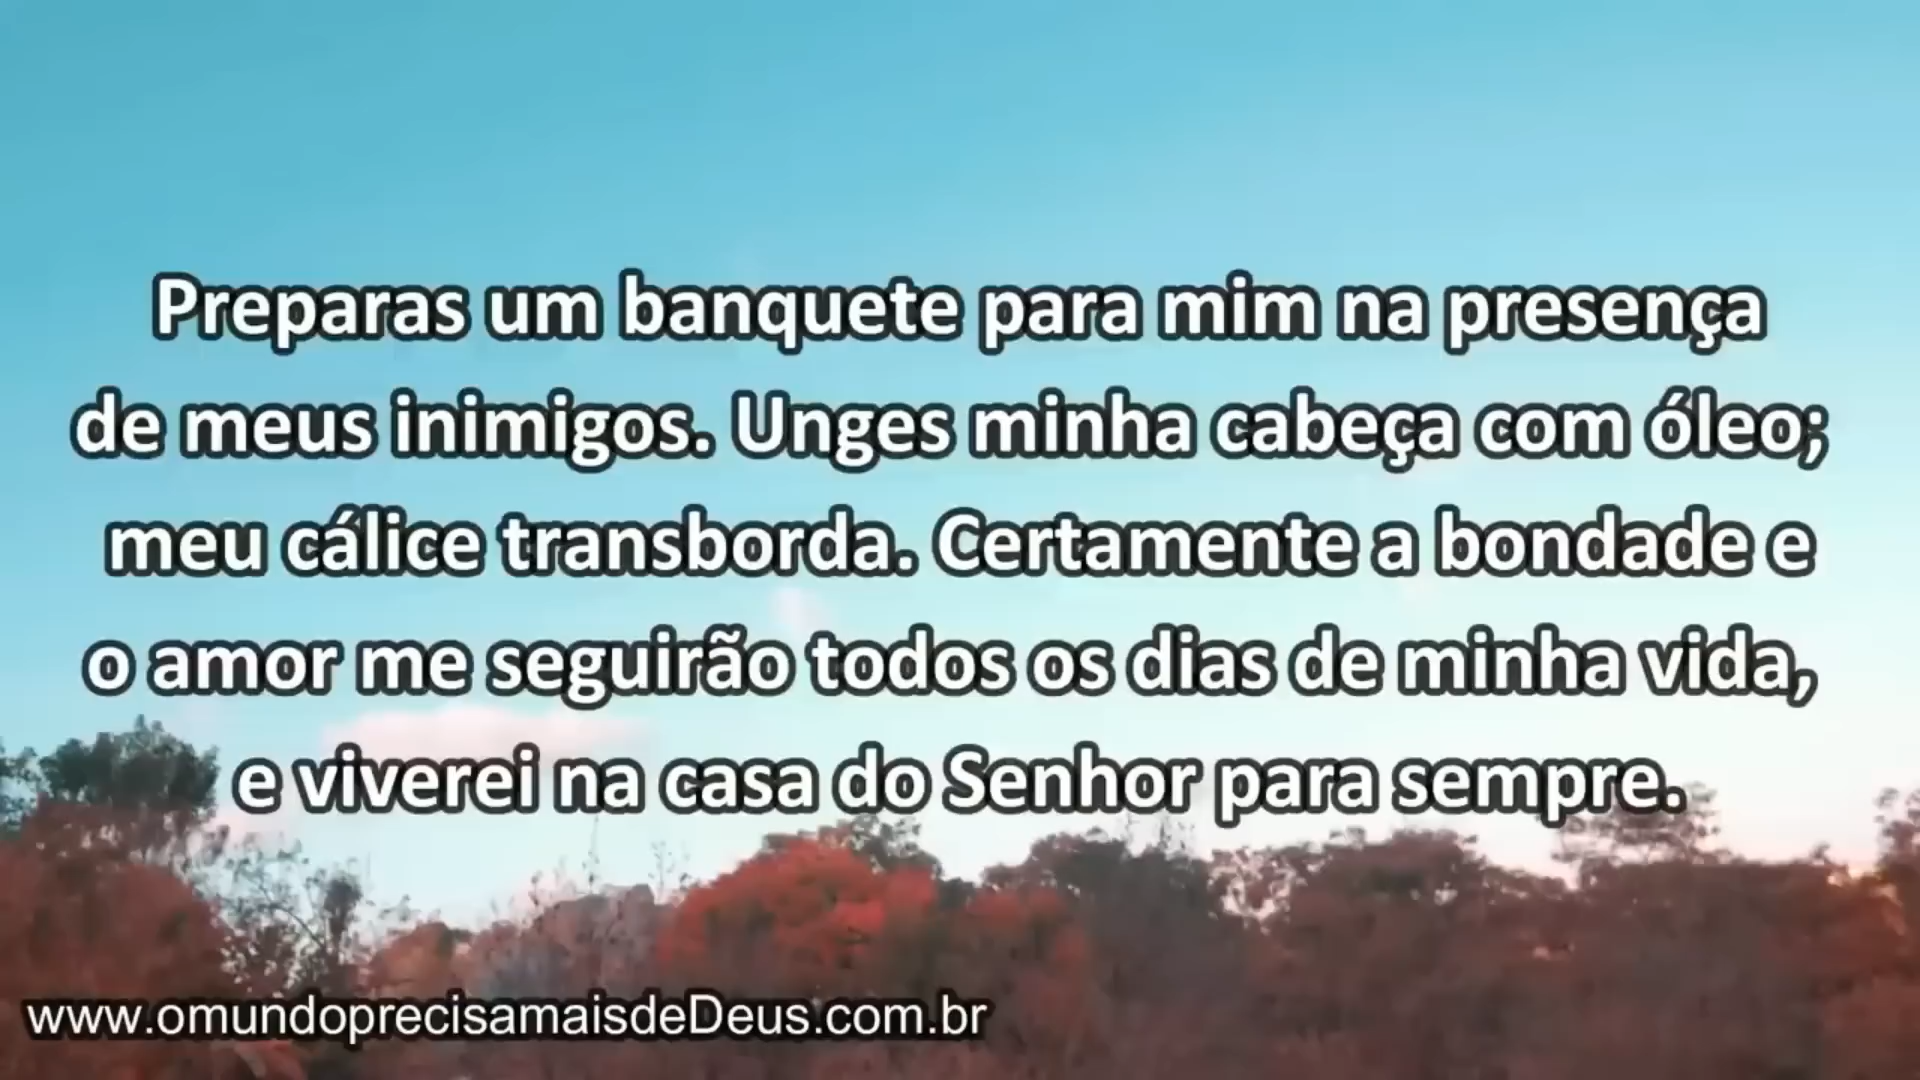 Preparas um banquete para mim na presença
de meus inimigos. Unges minha cabeça com óleo;
meu cálice transborda. Certamente a bondade e
o amor me seguirão todos os dias de minha vida,
e viverei na casa do Senhor para sempre.
www.omundoprecisamaisdeDeus.com.br